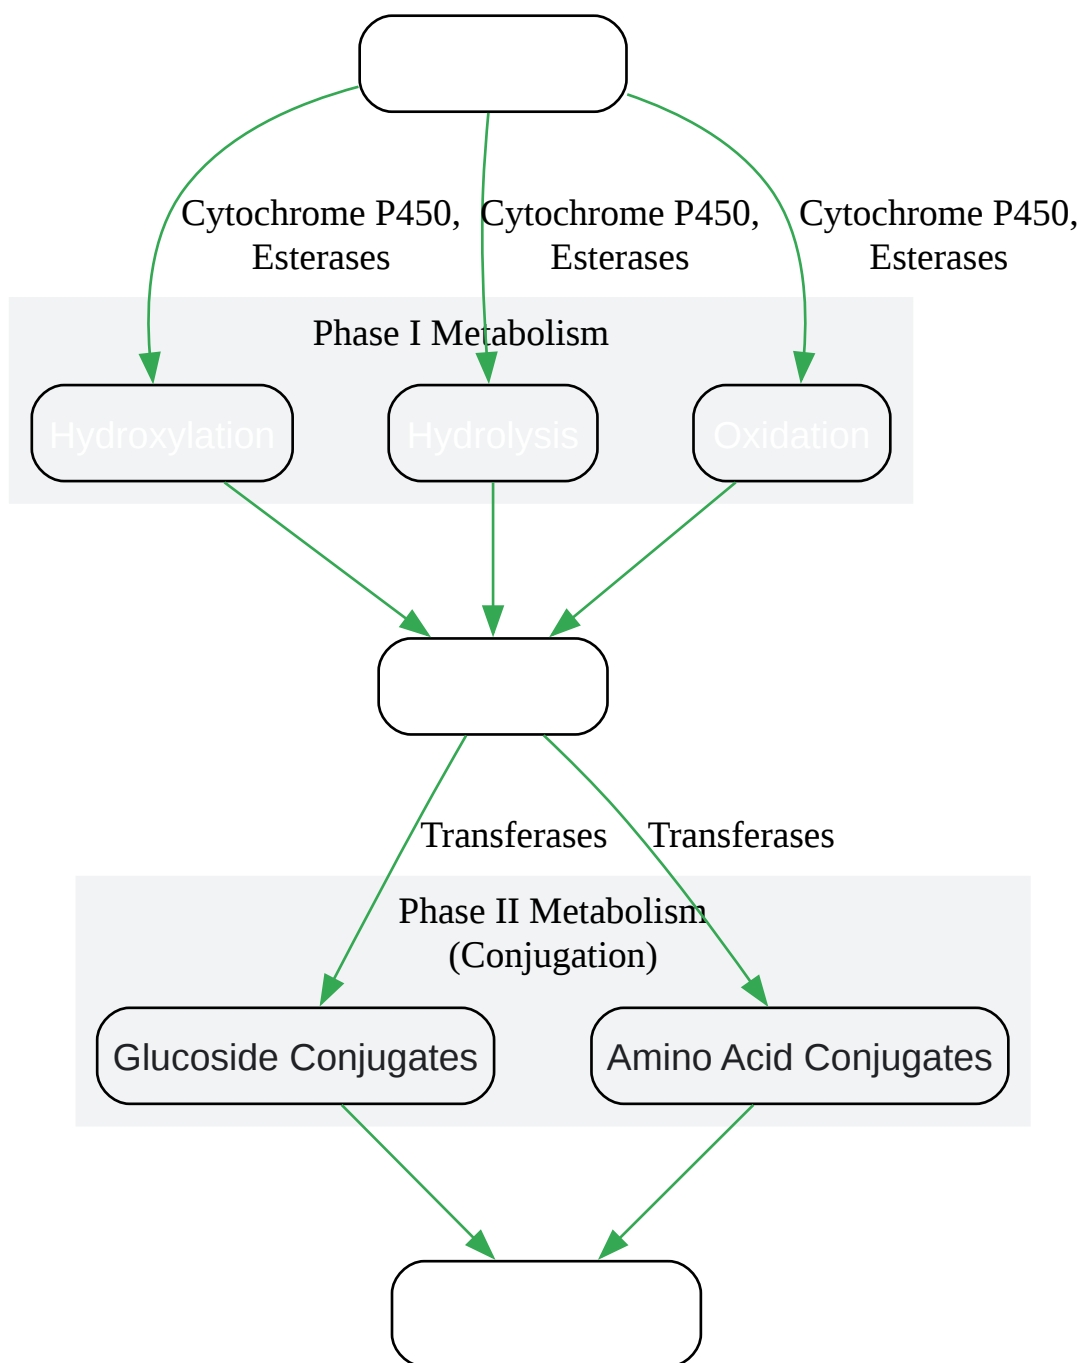 Cytochrome P450,
Esterases
Cytochrome P450,
Esterases
Cytochrome P450,
Esterases
Phase I Metabolism
Hydroxylation
Hydrolysis
Oxidation
Transferases
Transferases
Phase II Metabolism
(Conjugation)
Glucoside Conjugates
Amino Acid Conjugates